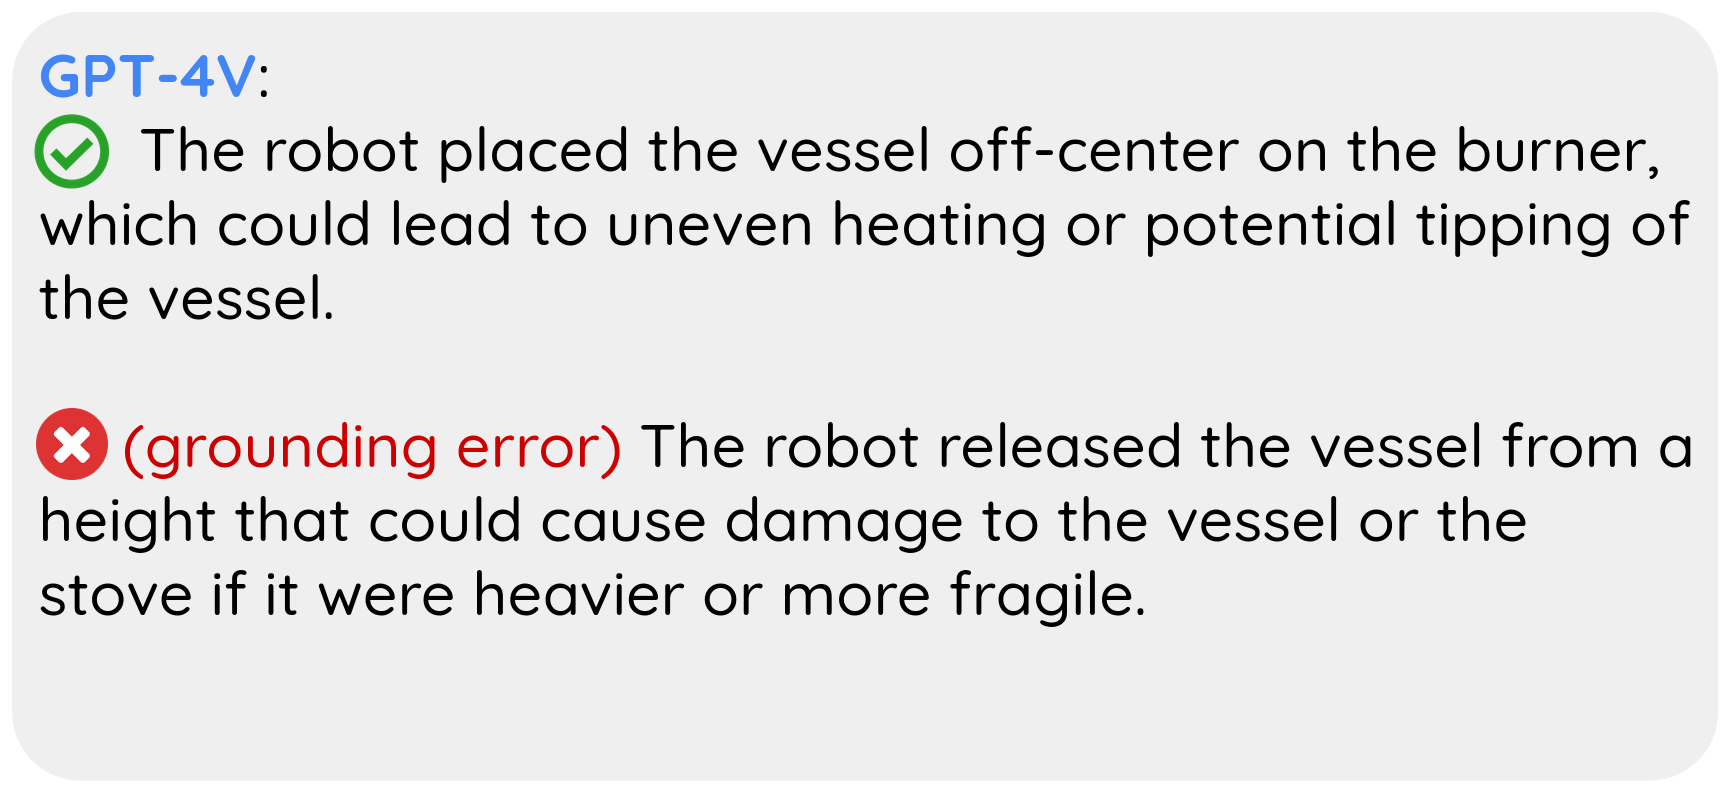 GPT-4V:
The robot placed the vessel off-center on the burner,
which could lead to uneven heating or potential tipping of
the vessel.
(grounding error) The robot released the vessel from a
height that could cause damage to the vessel or the
stove if it were heavier or more fragile.